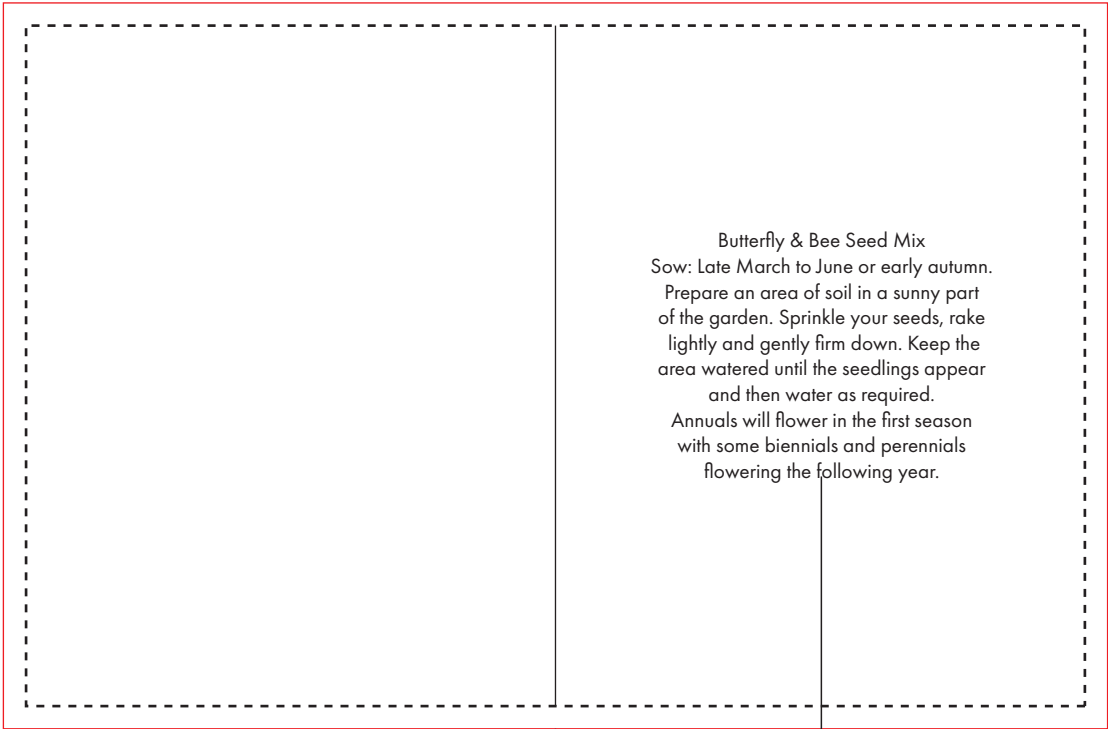 Butterfly & Bee Seed Mix
Sow: Late March to June or early autumn.
Prepare an area of soil in a sunny part
of the garden. Sprinkle your seeds, rake
lightly and gently firm down. Keep the
area watered until the seedlings appear
and then water as required.
Annuals will flower in the first season
with some biennials and perennials
flowering the following year.